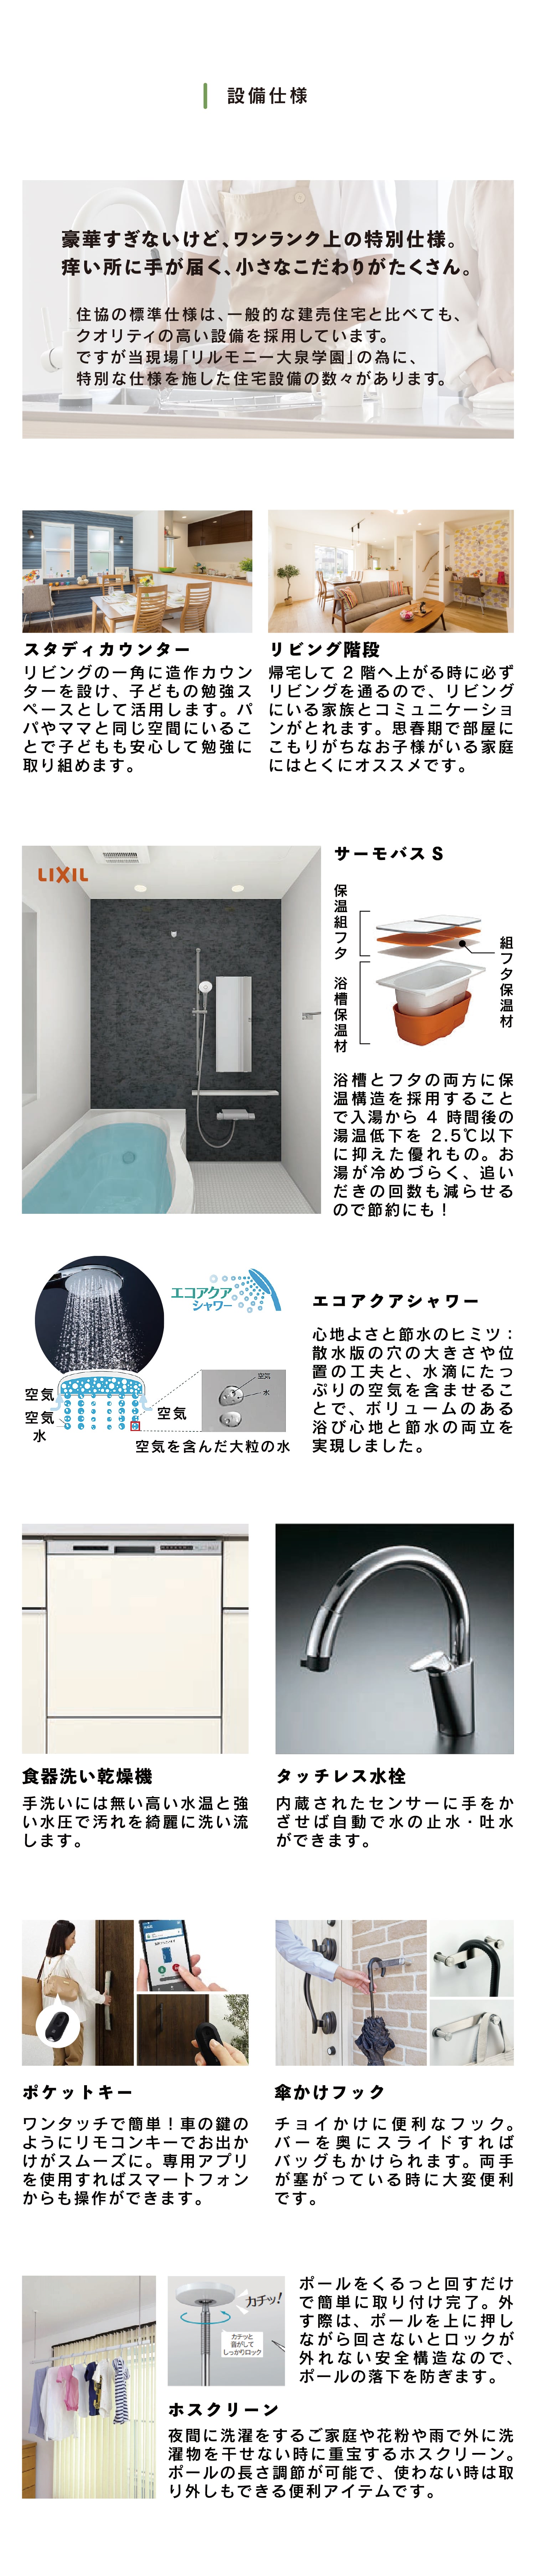 設備仕様
豪華すぎないけど、ワンランク上の特別仕様。
痒い所に手が届く、小さなこだわりがたくさん。
住協の標準仕様は、一般的な建売住宅と比べても、
クオリティの高い設備を採用しています。
ですが当現場「リルモニー大泉学園」の為に、
特別な仕様を施した住宅設備の数々があります。
スタディカウンター
リビングの一角に造作カウン
ターを設け、子どもの勉強ス
ペースとして活用します。パ
パやママと同じ空間にいるこ
とで子どもも安心して勉強に
取り組めます。
リビング階段
帰宅して 2 階へ上がる時に必ず
リビングを通るので、リビング
にいる家族とコミュニケーショ
ンがとれます。思春期で部屋に
こもりがちなお子様がいる家庭
にはとくにオススメです。
LIXIL
サーモバス S
保温組フタ
組フタ保温材
浴槽保温材
浴槽とフタの両方に保
温構造を採用すること
で入湯から 4 時間後の
湯温低下を 2.5℃以下
に抑えた優れもの。お
湯が冷めづらく、追い
だきの回数も減らせる
ので節約にも！
エコアクア
シャワー
空気
空気
水
空気
空気
水
空気を含んだ大粒の水
エコアクアシャワー
心地よさと節水のヒミツ：
散水版の穴の大きさや位
置の工夫と、水滴にたっ
ぷりの空気を含ませるこ
とで、ボリュームのある
浴び心地と節水の両立を
実現しました。
食器洗い乾燥機
手洗いには無い高い水温と強
い水圧で汚れを綺麗に洗い流
します。
タッチレス水栓
内蔵されたセンサーに手をか
ざせば自動で水の止水・吐水
ができます。
ポケットキー
ワンタッチで簡単！車の鍵の
ようにリモコンキーでお出か
けがスムーズに。専用アプリ
を使用すればスマートフォン
からも操作ができます。
傘かけフック
チョイかけに便利なフック。
バーを奥にスライドすれば
バッグもかけられます。両手
が塞がっている時に大変便利
です。
カチッ!
カチッと
音がして
しっかりロック
ポールをくるっと回すだけ
で簡単に取り付け完了。外
す際は、ポールを上に押し
ながら回さないとロックが
外れない安全構造なので、
ポールの落下を防ぎます。
ホスクリーン
夜間に洗濯をするご家庭や花粉や雨で外に洗
濯物を干せない時に重宝するホスクリーン。
ポールの長さ調節が可能で、使わない時は取
り外しもできる便利アイテムです。